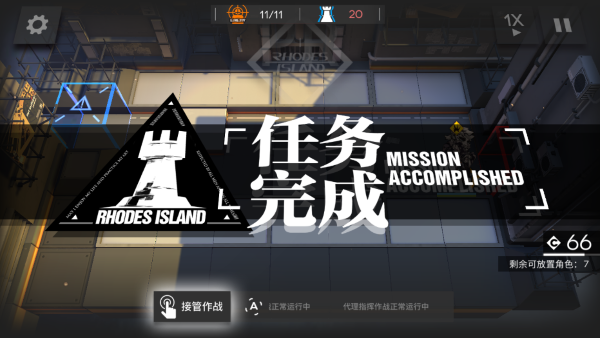 11/11
20
1X
RHODES
ISLAND
任务
完成
MISSION
ACCOMPLISHED
RHODES ISLAND
66
剩余可放置角色：7
接管作战
A
正常运行中
代理指挥作战正常运行中